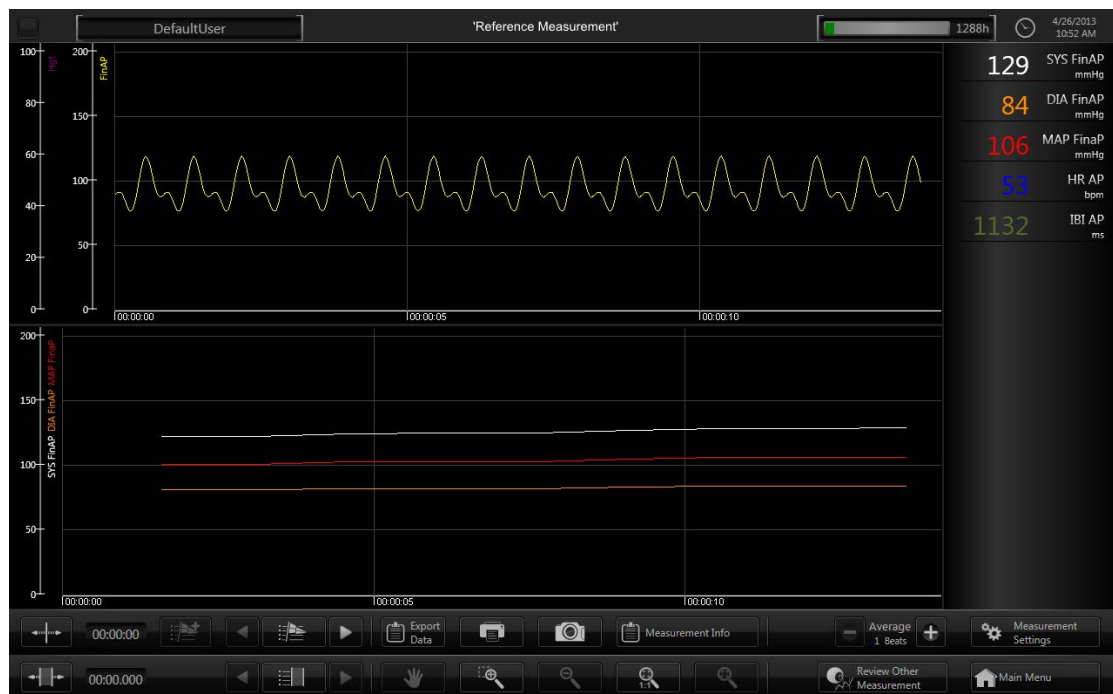 DefaultUser
'Reference Measurement'
1288h
4/26/2013
10:52 AM
100
80
60
40
20
0
Hgt
200
150
100
50
0
FinAP
00:00:00
00:00:05
00:00:10
129
SYS FinAP
mmHg
84
DIA FinAP
mmHg
106
MAP FinaP
mmHg
53
HR AP
bpm
1132
IBI AP
ms
200
150
100
50
0
SYS FinAP DIA FinAP MAP FinaP
00:00:00
00:00:05
00:00:10
00:00:00
Export
Data
Measurement Info
Average
1 Beats
Measurement
Settings
00:00.000
1:1
Review Other
Measurement
Main Menu